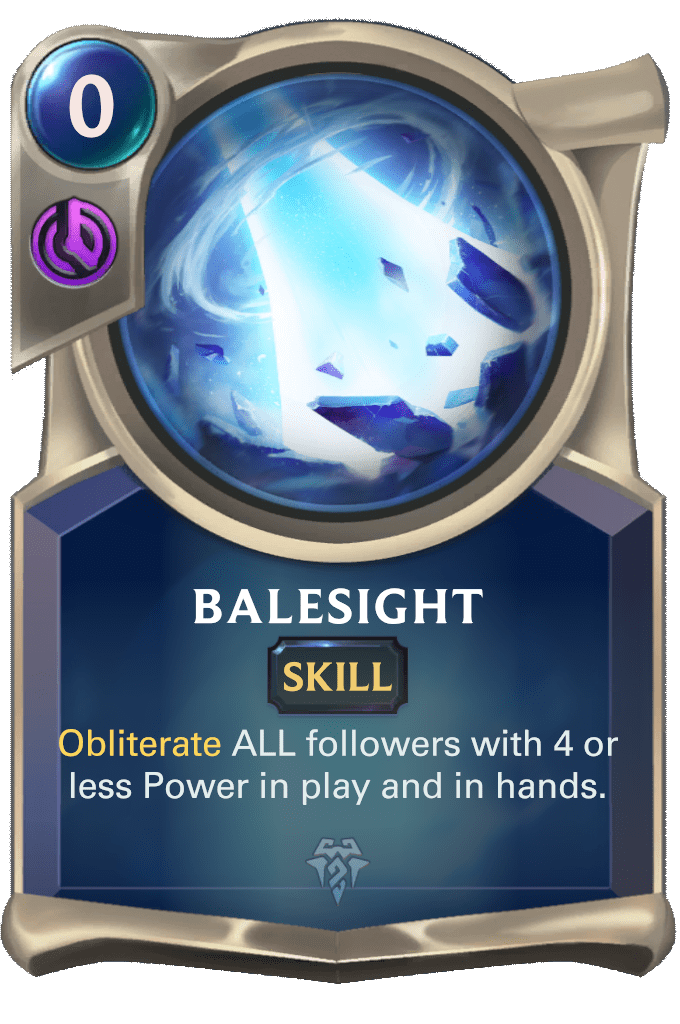 0
BALESIGHT
SKILL
Obliterate ALL followers with 4 or
less Power in play and in hands.